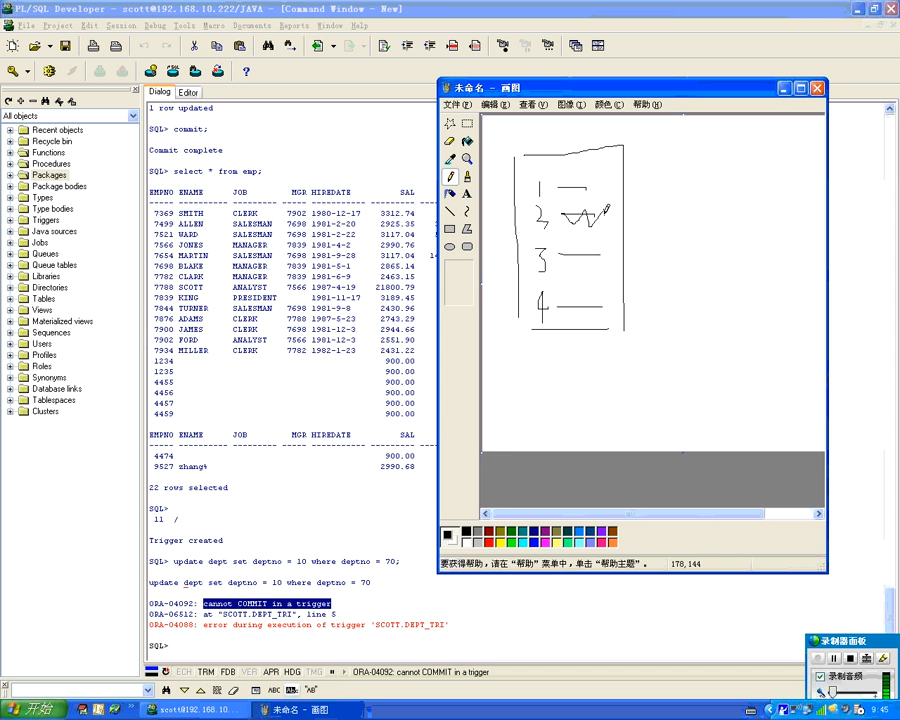 PL/SQL Developer - scott@192.168.10.222/JAVA - [Command Window - New]
File Project Edit Session Debug Tools Macro Documents Reports Window Help
Dialog Editor
All objects
Recent objects
Recycle bin
Functions
Procedures
Packages
Package bodies
Types
Type bodies
Triggers
Java sources
Jobs
Queues
Queue tables
Libraries
Directories
Tables
Views
Materialized views
Sequences
Users
Profiles
Roles
Synonyms
Database links
Tablespaces
Clusters
1 row updated
SQL> commit;
Commit complete
SQL> select * from emp;
EMPNO ENAME JOB MGR HIREDATE SAL
7369 SMITH CLERK 7902 1980-12-17 3312.74
7499 ALLEN SALESMAN 7698 1981-2-20 2925.35
7521 WARD SALESMAN 7698 1981-2-22 3117.04
7566 JONES MANAGER 7839 1981-4-2 2990.76
7654 MARTIN SALESMAN 7698 1981-9-28 3117.04
7698 BLAKE MANAGER 7839 1981-5-1 2865.14
7782 CLARK MANAGER 7839 1981-6-9 2463.15
7788 SCOTT ANALYST 7566 1987-4-19 21800.79
7839 KING PRESIDENT 1981-11-17 3189.45
7844 TURNER SALESMAN 7698 1981-9-8 2430.96
7876 ADAMS CLERK 7788 1987-5-23 2743.29
7900 JAMES CLERK 7698 1981-12-3 2944.66
7902 FORD ANALYST 7566 1981-12-3 2551.90
7934 MILLER CLERK 7782 1982-1-23 2431.22
1234 900.00
1235 900.00
4455 900.00
4456 900.00
4457 900.00
4459 900.00
EMPNO ENAME JOB MGR HIREDATE SAL
4474 900.00
9527 zhang% 2990.68
22 rows selected
SQL>
11 /
Trigger created
SQL> update dept set deptno = 10 where deptno = 70;
update dept set deptno = 10 where deptno = 70
ORA-04092: cannot COMMIT in a trigger
ORA-06512: at "SCOTT.DEPT_TRI", line 5
ORA-04088: error during execution of trigger 'SCOTT.DEPT_TRI'
SQL>
未命名 - 画图
文件(F) 编辑(E) 查看(V) 图像(I) 颜色(C) 帮助(H)
1
2
3
4
要获得帮助，请在“帮助”菜单中，单击“帮助主题”。 178,144
录制器面板
录制音频
ECH TRM FDB VER APR HDG TMG ORA-04092: cannot COMMIT in a trigger
ABC "AB"
开始 scott@192.168.10.... 未命名 - 画图 9:45